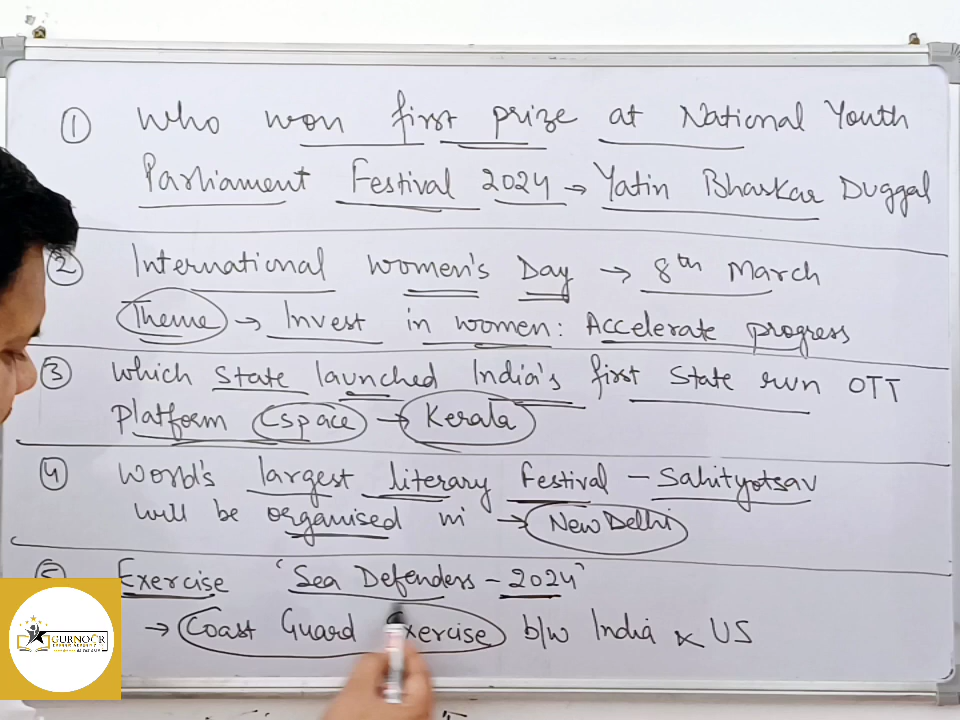 ① Who won first prize at National Youth
Parliament Festival 2024 → Yatin Bhaskar Duggal
② International women's Day → 8th March
Theme → Invest in women: Accelerate progress
③ which state launched India's first state run OTT
Platform Cspace → Kerala
④ World's largest literary Festival – Sahityotsav
will be organised in → New Delhi
⑤ Exercise 'Sea Defenders – 2024'
→ Coast Guard Exercise b/w India & US
GURNOOR